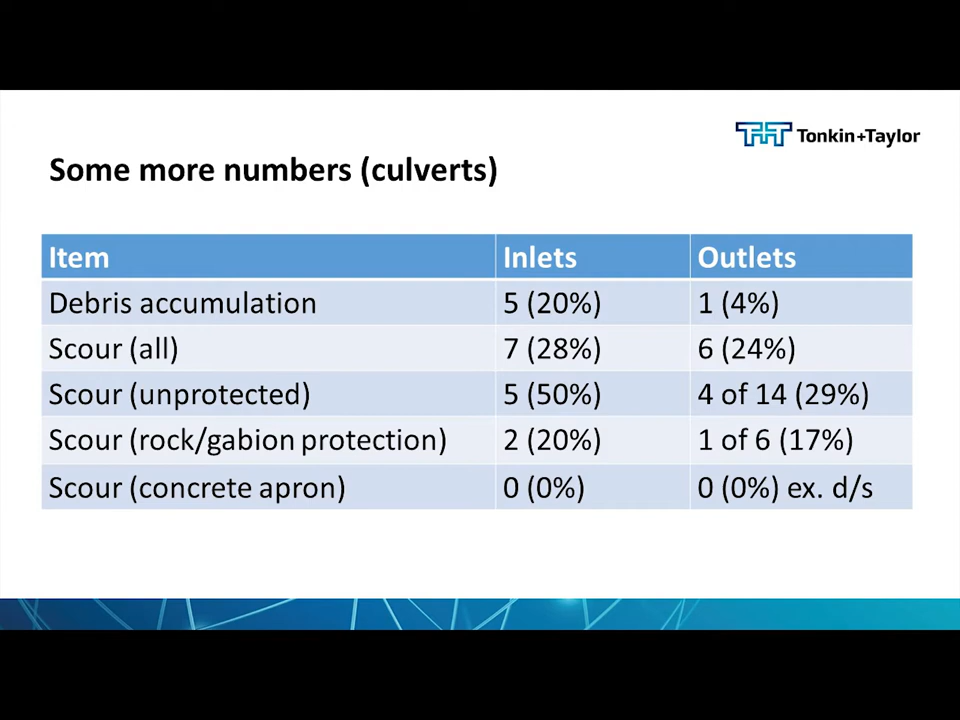 Tonkin+Taylor
Some more numbers (culverts)
Item Inlets Outlets
Debris accumulation 5 (20%) 1 (4%)
Scour (all) 7 (28%) 6 (24%)
Scour (unprotected) 5 (50%) 4 of 14 (29%)
Scour (rock/gabion protection) 2 (20%) 1 of 6 (17%)
Scour (concrete apron) 0 (0%) 0 (0%) ex. d/s